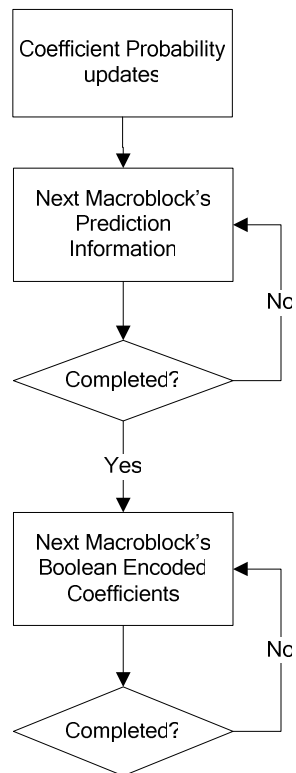 Coefficient Probability
updates
Next Macroblock's
Prediction
Information
No
Completed?
Yes
Next Macroblock's
Boolean Encoded
Coefficients
No
Completed?